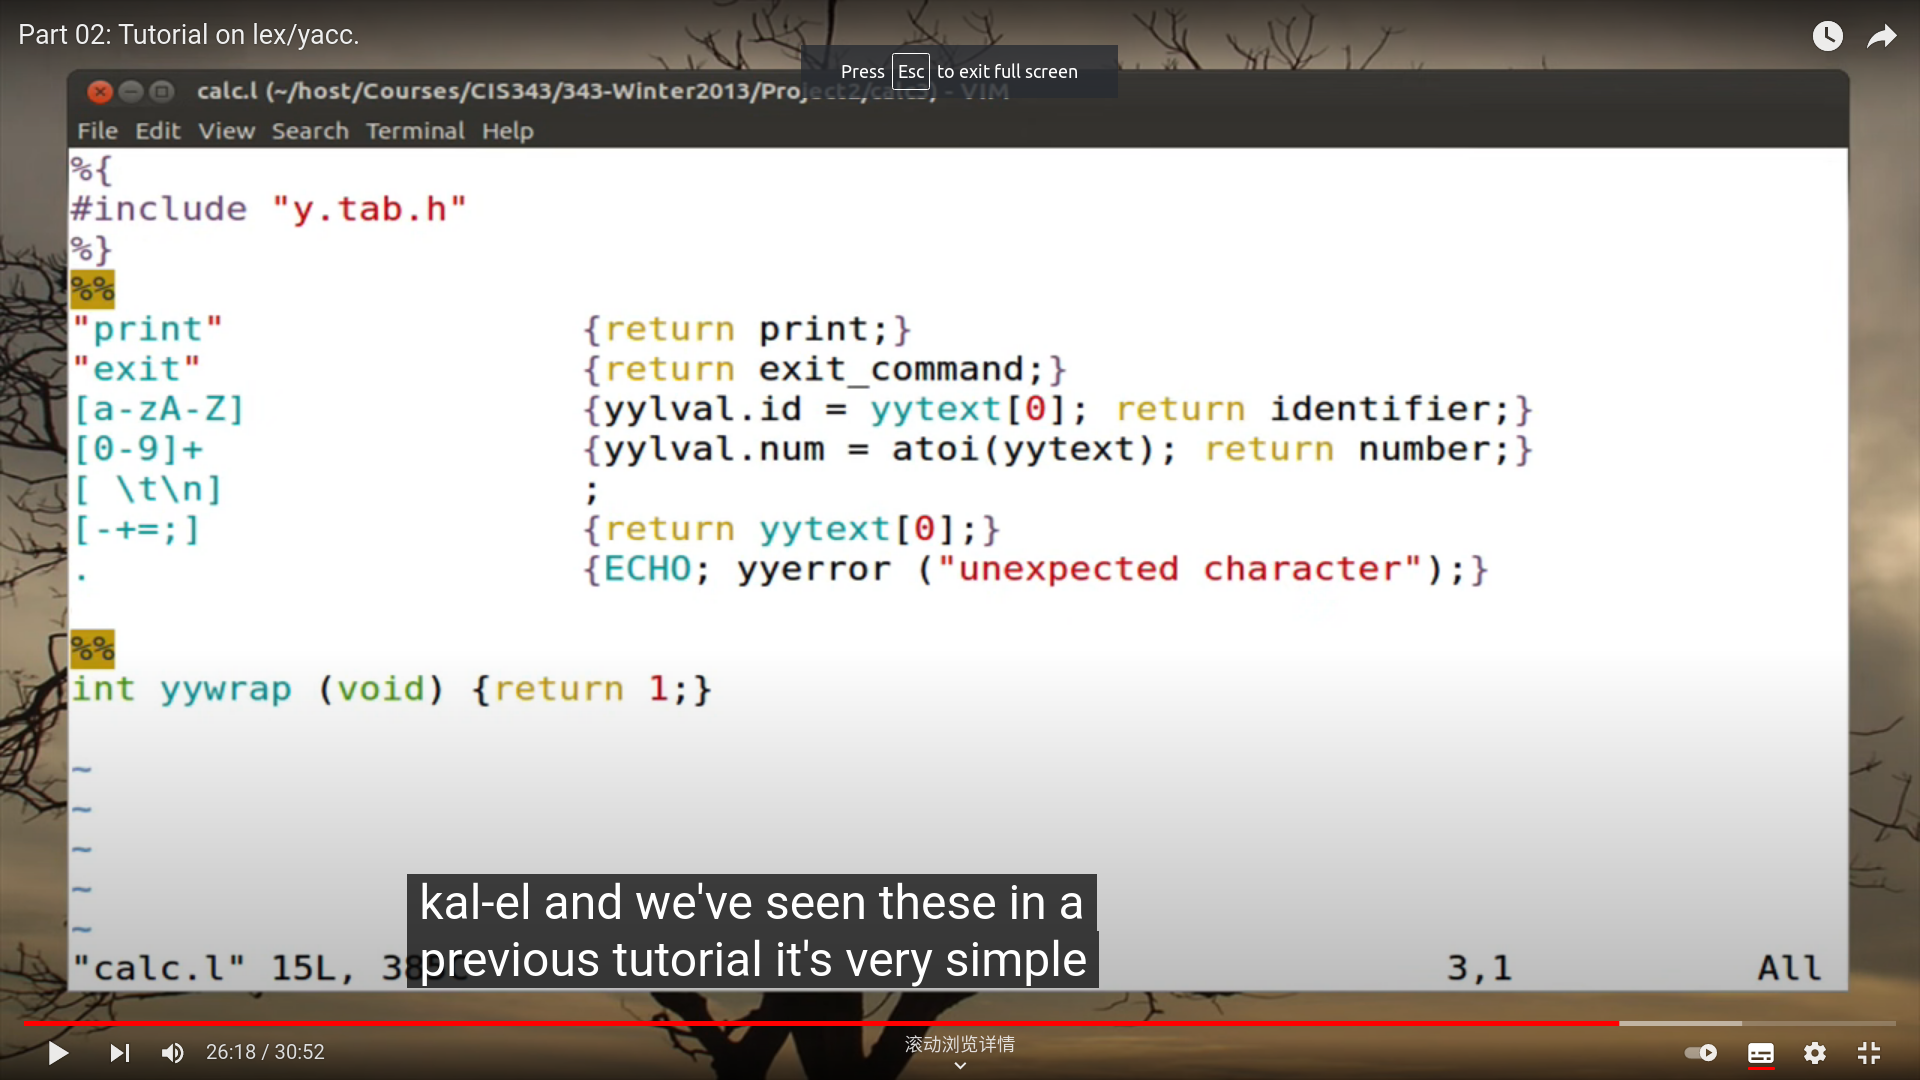 Part 02: Tutorial on lex/yacc.
Press Esc to exit full screen
calc.l (~/host/Courses/CIS343/343-Winter2013/Project2/calc3) - VIM
File Edit View Search Terminal Help
%{
#include "y.tab.h"
%}
%%
"print" {return print;}
"exit" {return exit_command;}
[a-zA-Z] {yylval.id = yytext[0]; return identifier;}
[0-9]+ {yylval.num = atoi(yytext); return number;}
[ \t\n] ;
[-+=;] {return yytext[0];}
. {ECHO; yyerror ("unexpected character");}
%%
int yywrap (void) {return 1;}
~
~
~
~
~
kal-el and we've seen these in a
previous tutorial it's very simple
"calc.l" 15L, 385C 3,1 All
26:18 / 30:52
滚动浏览详情